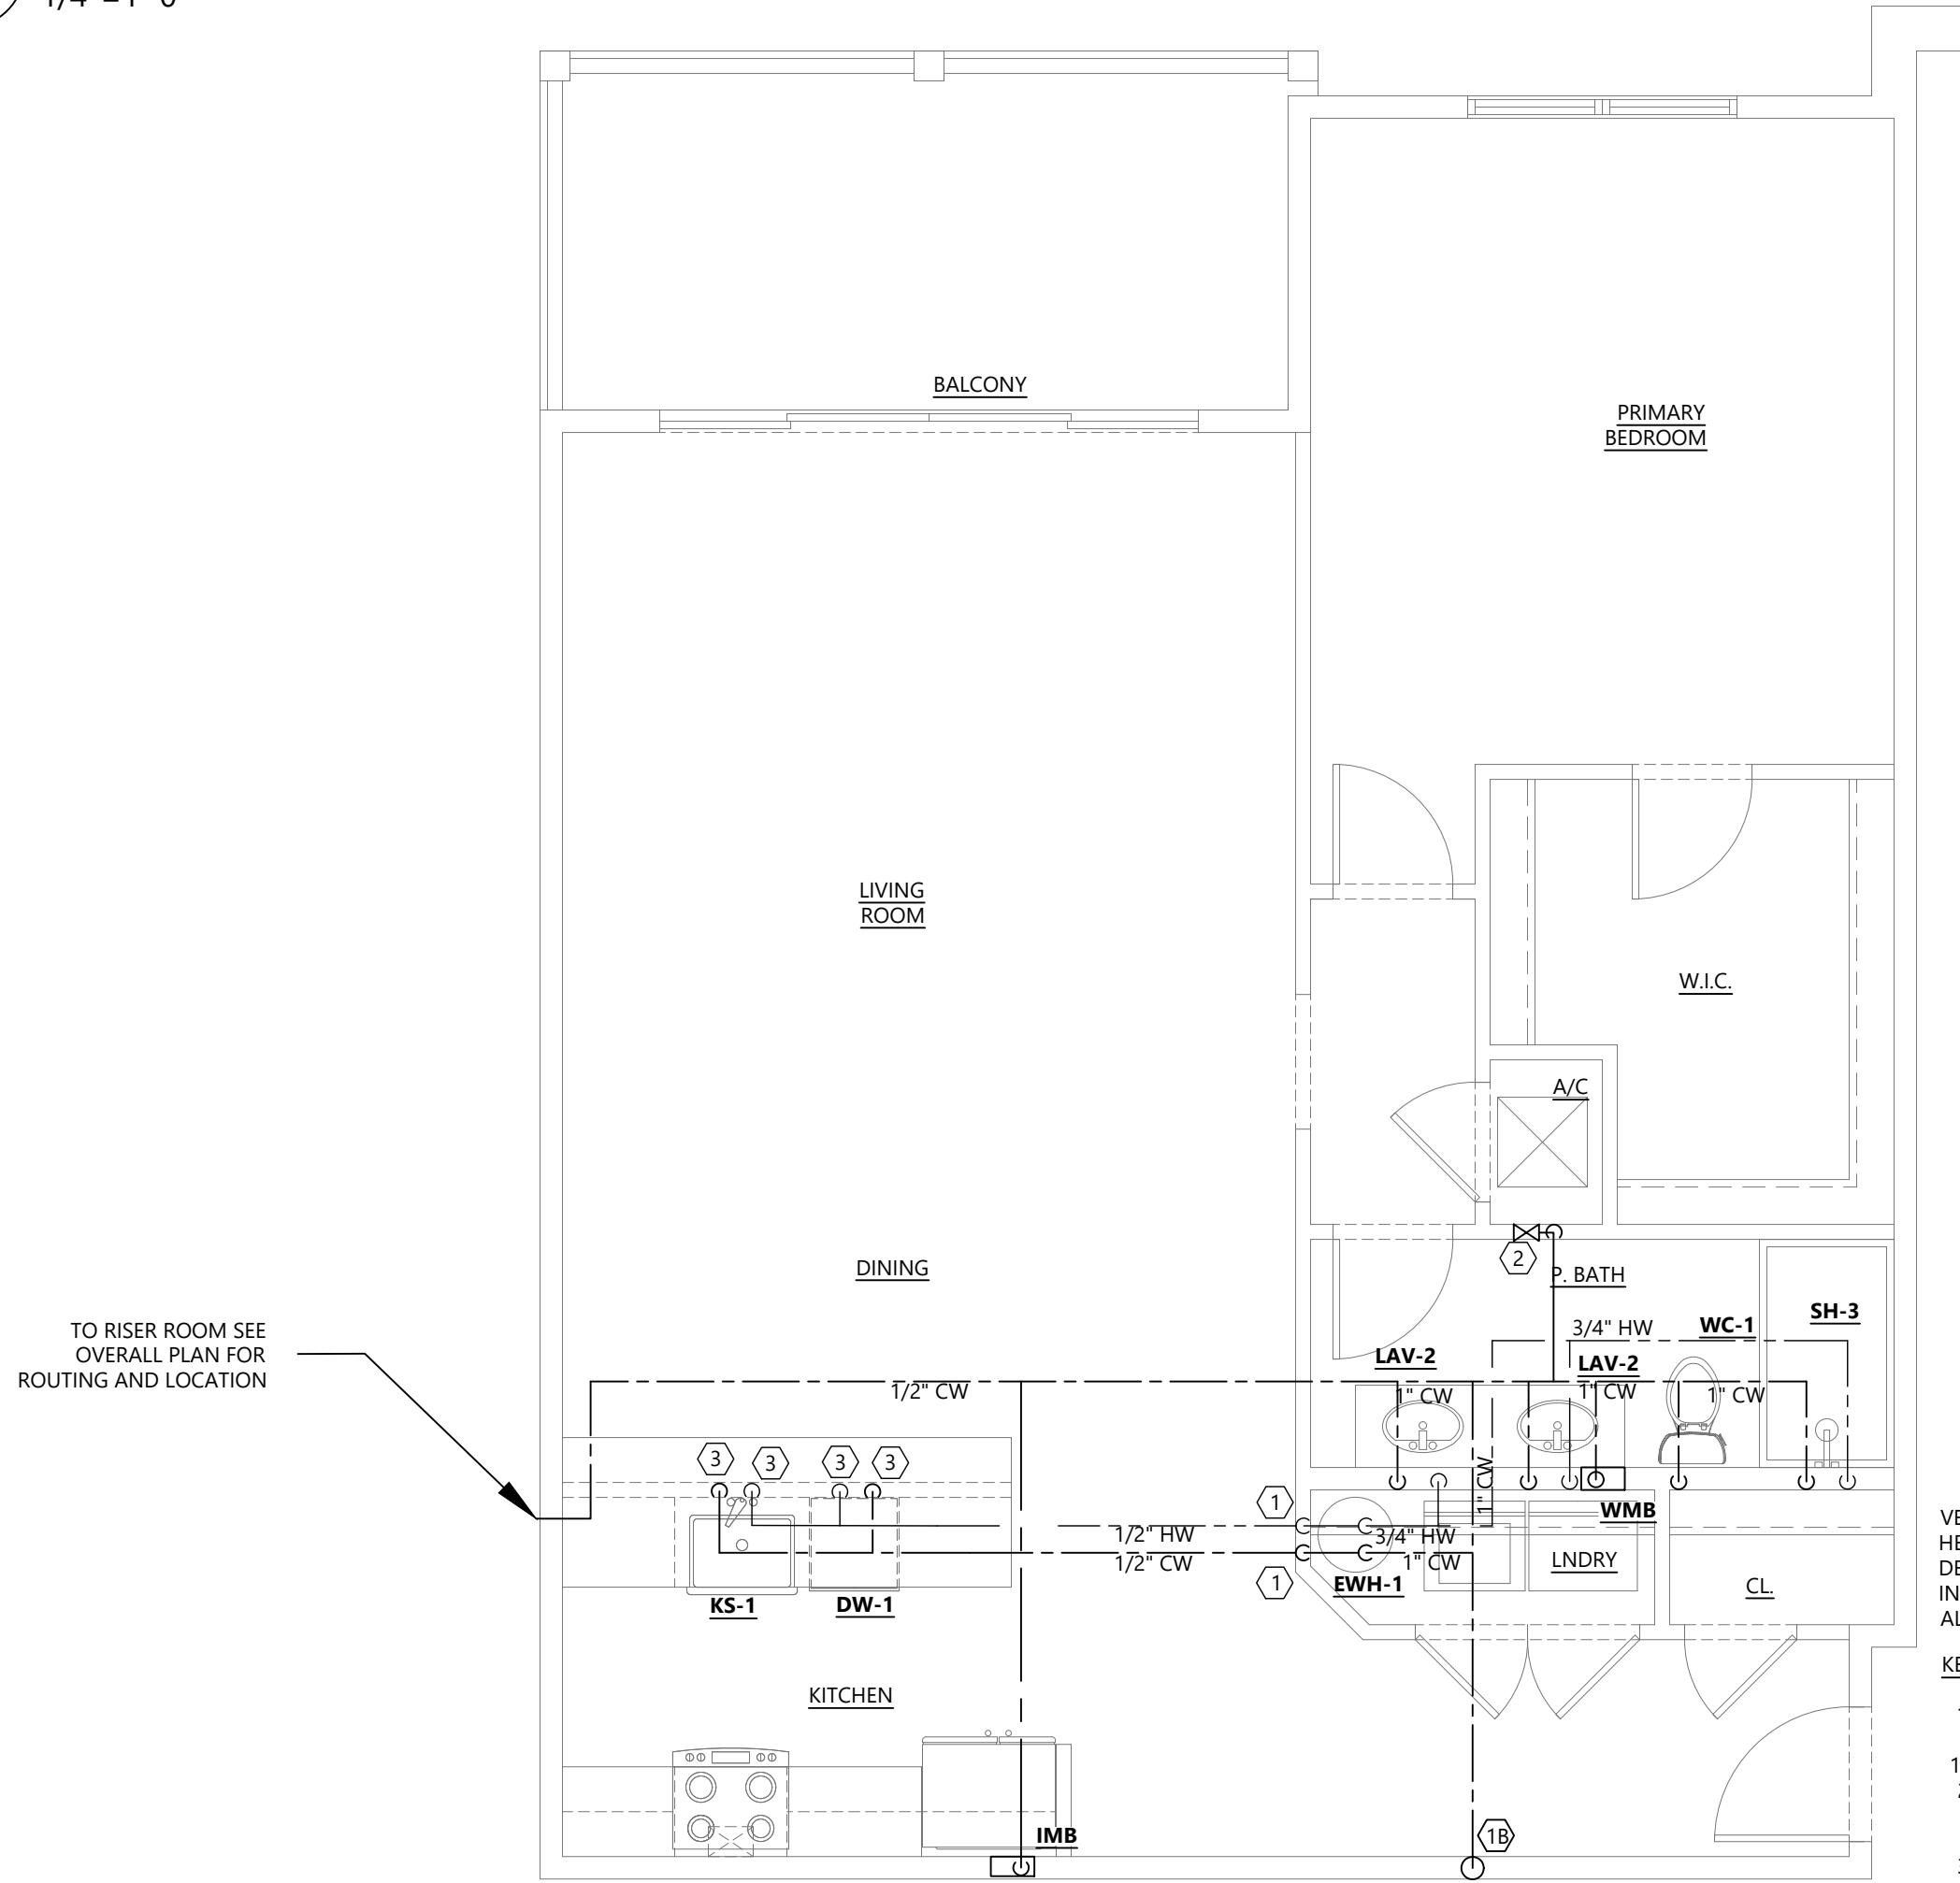 BALCONY
PRIMARY
BEDROOM
LIVING
ROOM
W.I.C.
A/C
DINING
2
P. BATH
TO RISER ROOM SEE
OVERALL PLAN FOR
ROUTING AND LOCATION
SH-3
WC-1
3/4" HW
LAV-2
LAV-2
1/2" CW
1" CW
1" CW
1" CW
3
3
3
3
1" CW
1
WMB
1/2" HW
3/4" HW
1/2" CW
1" CW
LNDRY
1
EWH-1
CL.
KS-1
DW-1
KITCHEN
IMB
1B